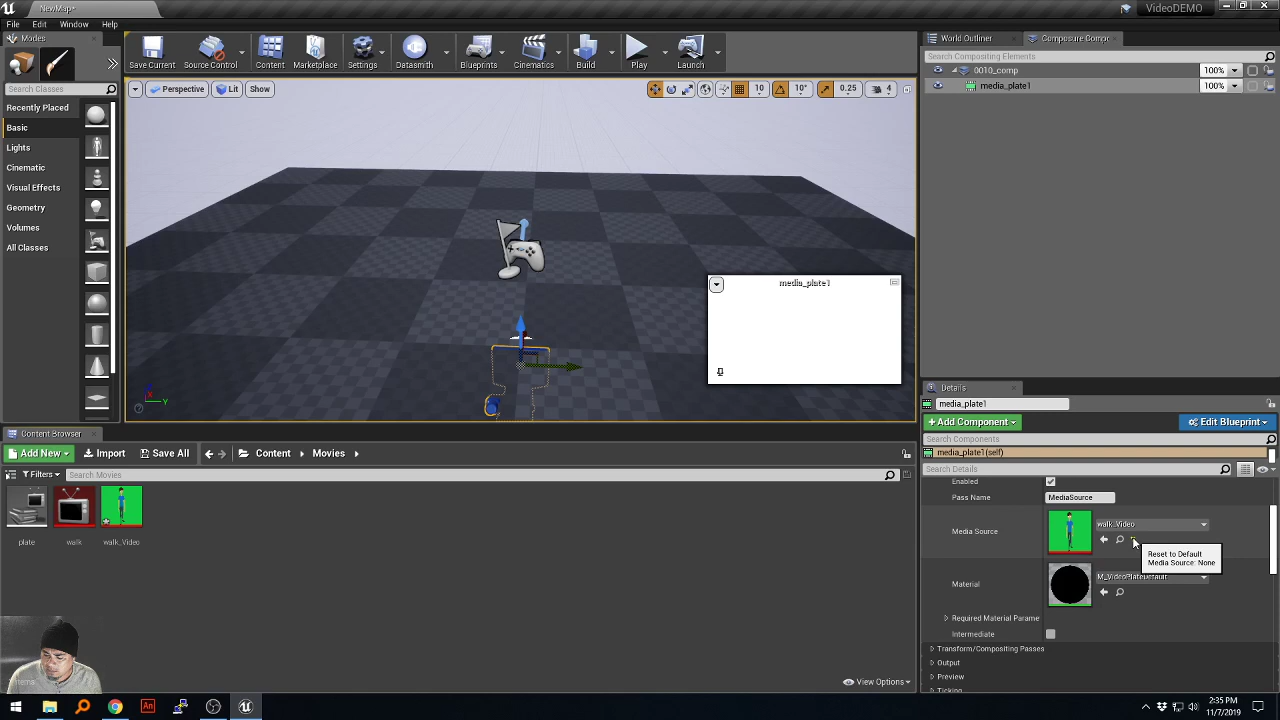 NewMap*
VideoDEMO
File Edit Window Help
Modes
Search Classes
Recently Placed
Basic
Lights
Cinematic
Visual Effects
Geometry
Volumes
All Classes
Save Current Source Control Content Marketplace Settings Datasmith Blueprints Cinematics Build Play Launch
Perspective Lit Show
10 10° 0.25 4
media_plate1
X Y
World Outliner Composure Compo
Search Compositing Elements
0010_comp 100%
media_plate1 100%
Details
media_plate1
+Add Component Edit Blueprint
Search Components
media_plate1(self)
Search Details
Enabled
Pass Name MediaSource
Media Source walk_Video
Reset to Default
Media Source: None
Material M_VideoPlateDefault
Required Material Parame
Intermediate
Transform/Compositing Passes
Output
Preview
Ticking
Content Browser
Add New Import Save All Content Movies
Filters Search Movies
plate walk walk_Video
View Options
An
2:35 PM
11/7/2019